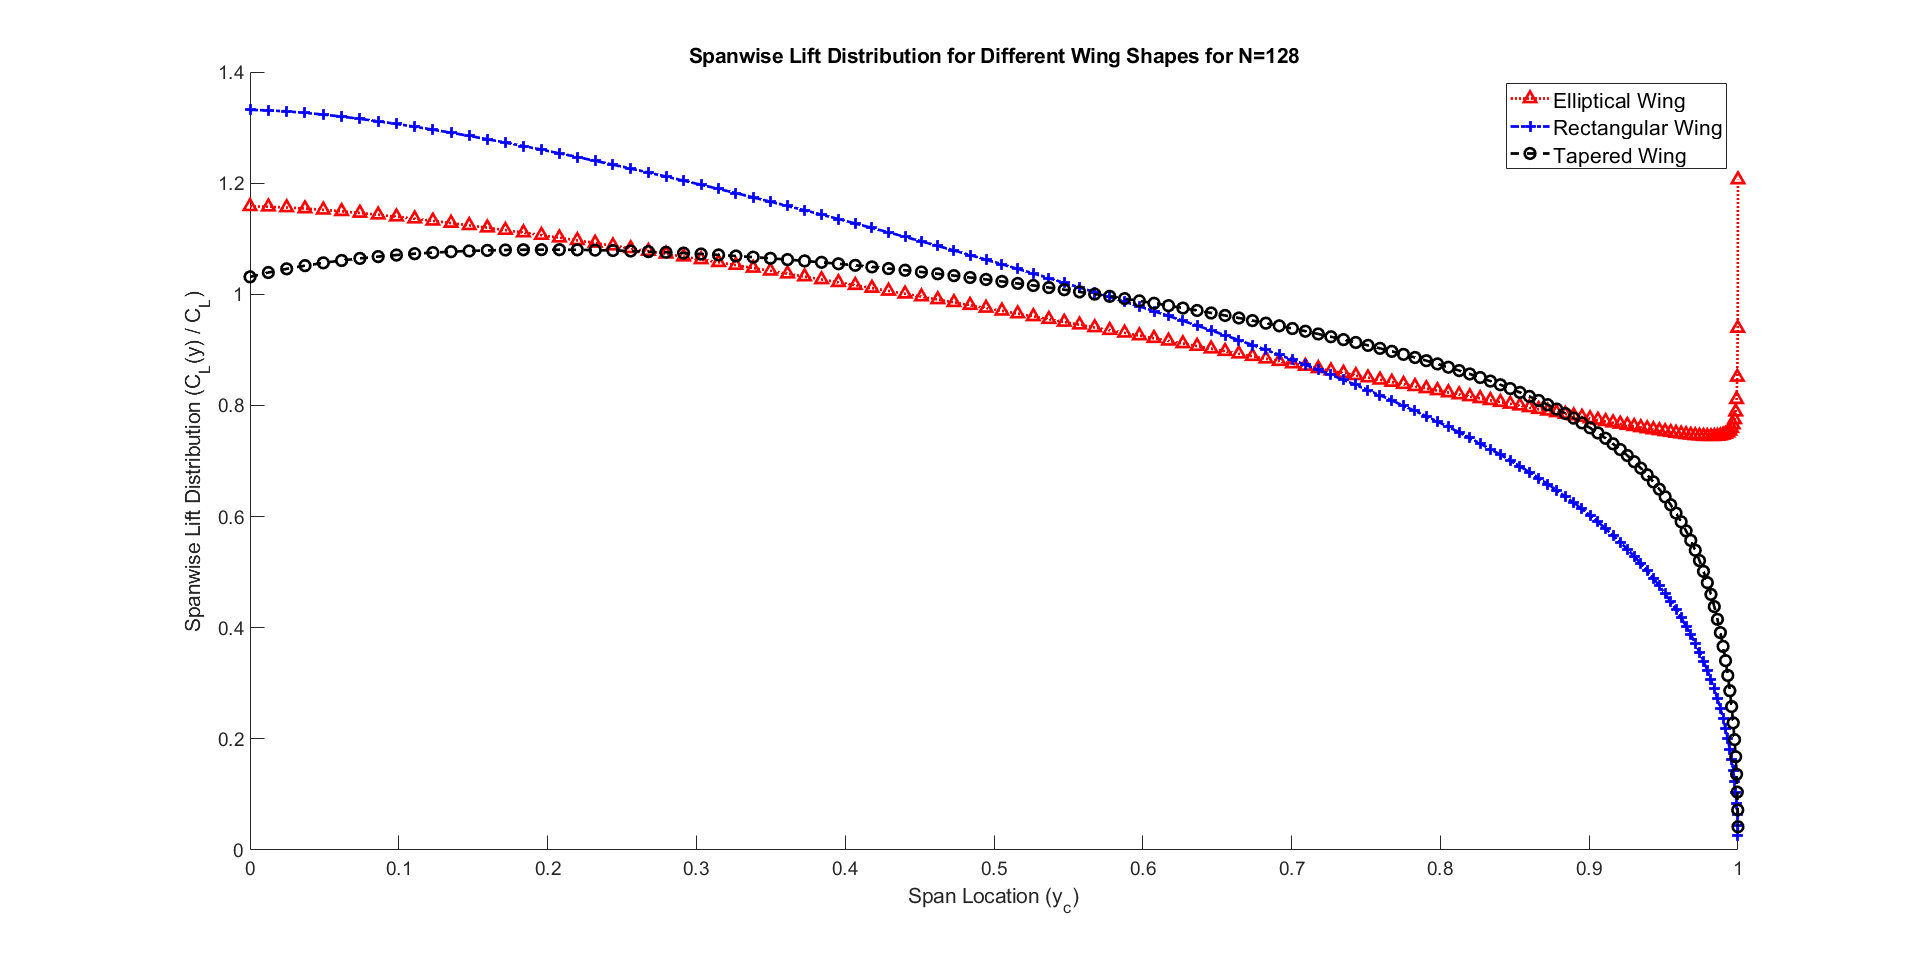 Spanwise Lift Distribution for Different Wing Shapes for N=128
Elliptical Wing
Rectangular Wing
Tapered Wing
Spanwise Lift Distribution (C_L (y) / C_L)
1.4
1.2
1
0.8
0.6
0.4
0.2
0
0 0.1 0.2 0.3 0.4 0.5 0.6 0.7 0.8 0.9 1
Span Location (y_c)